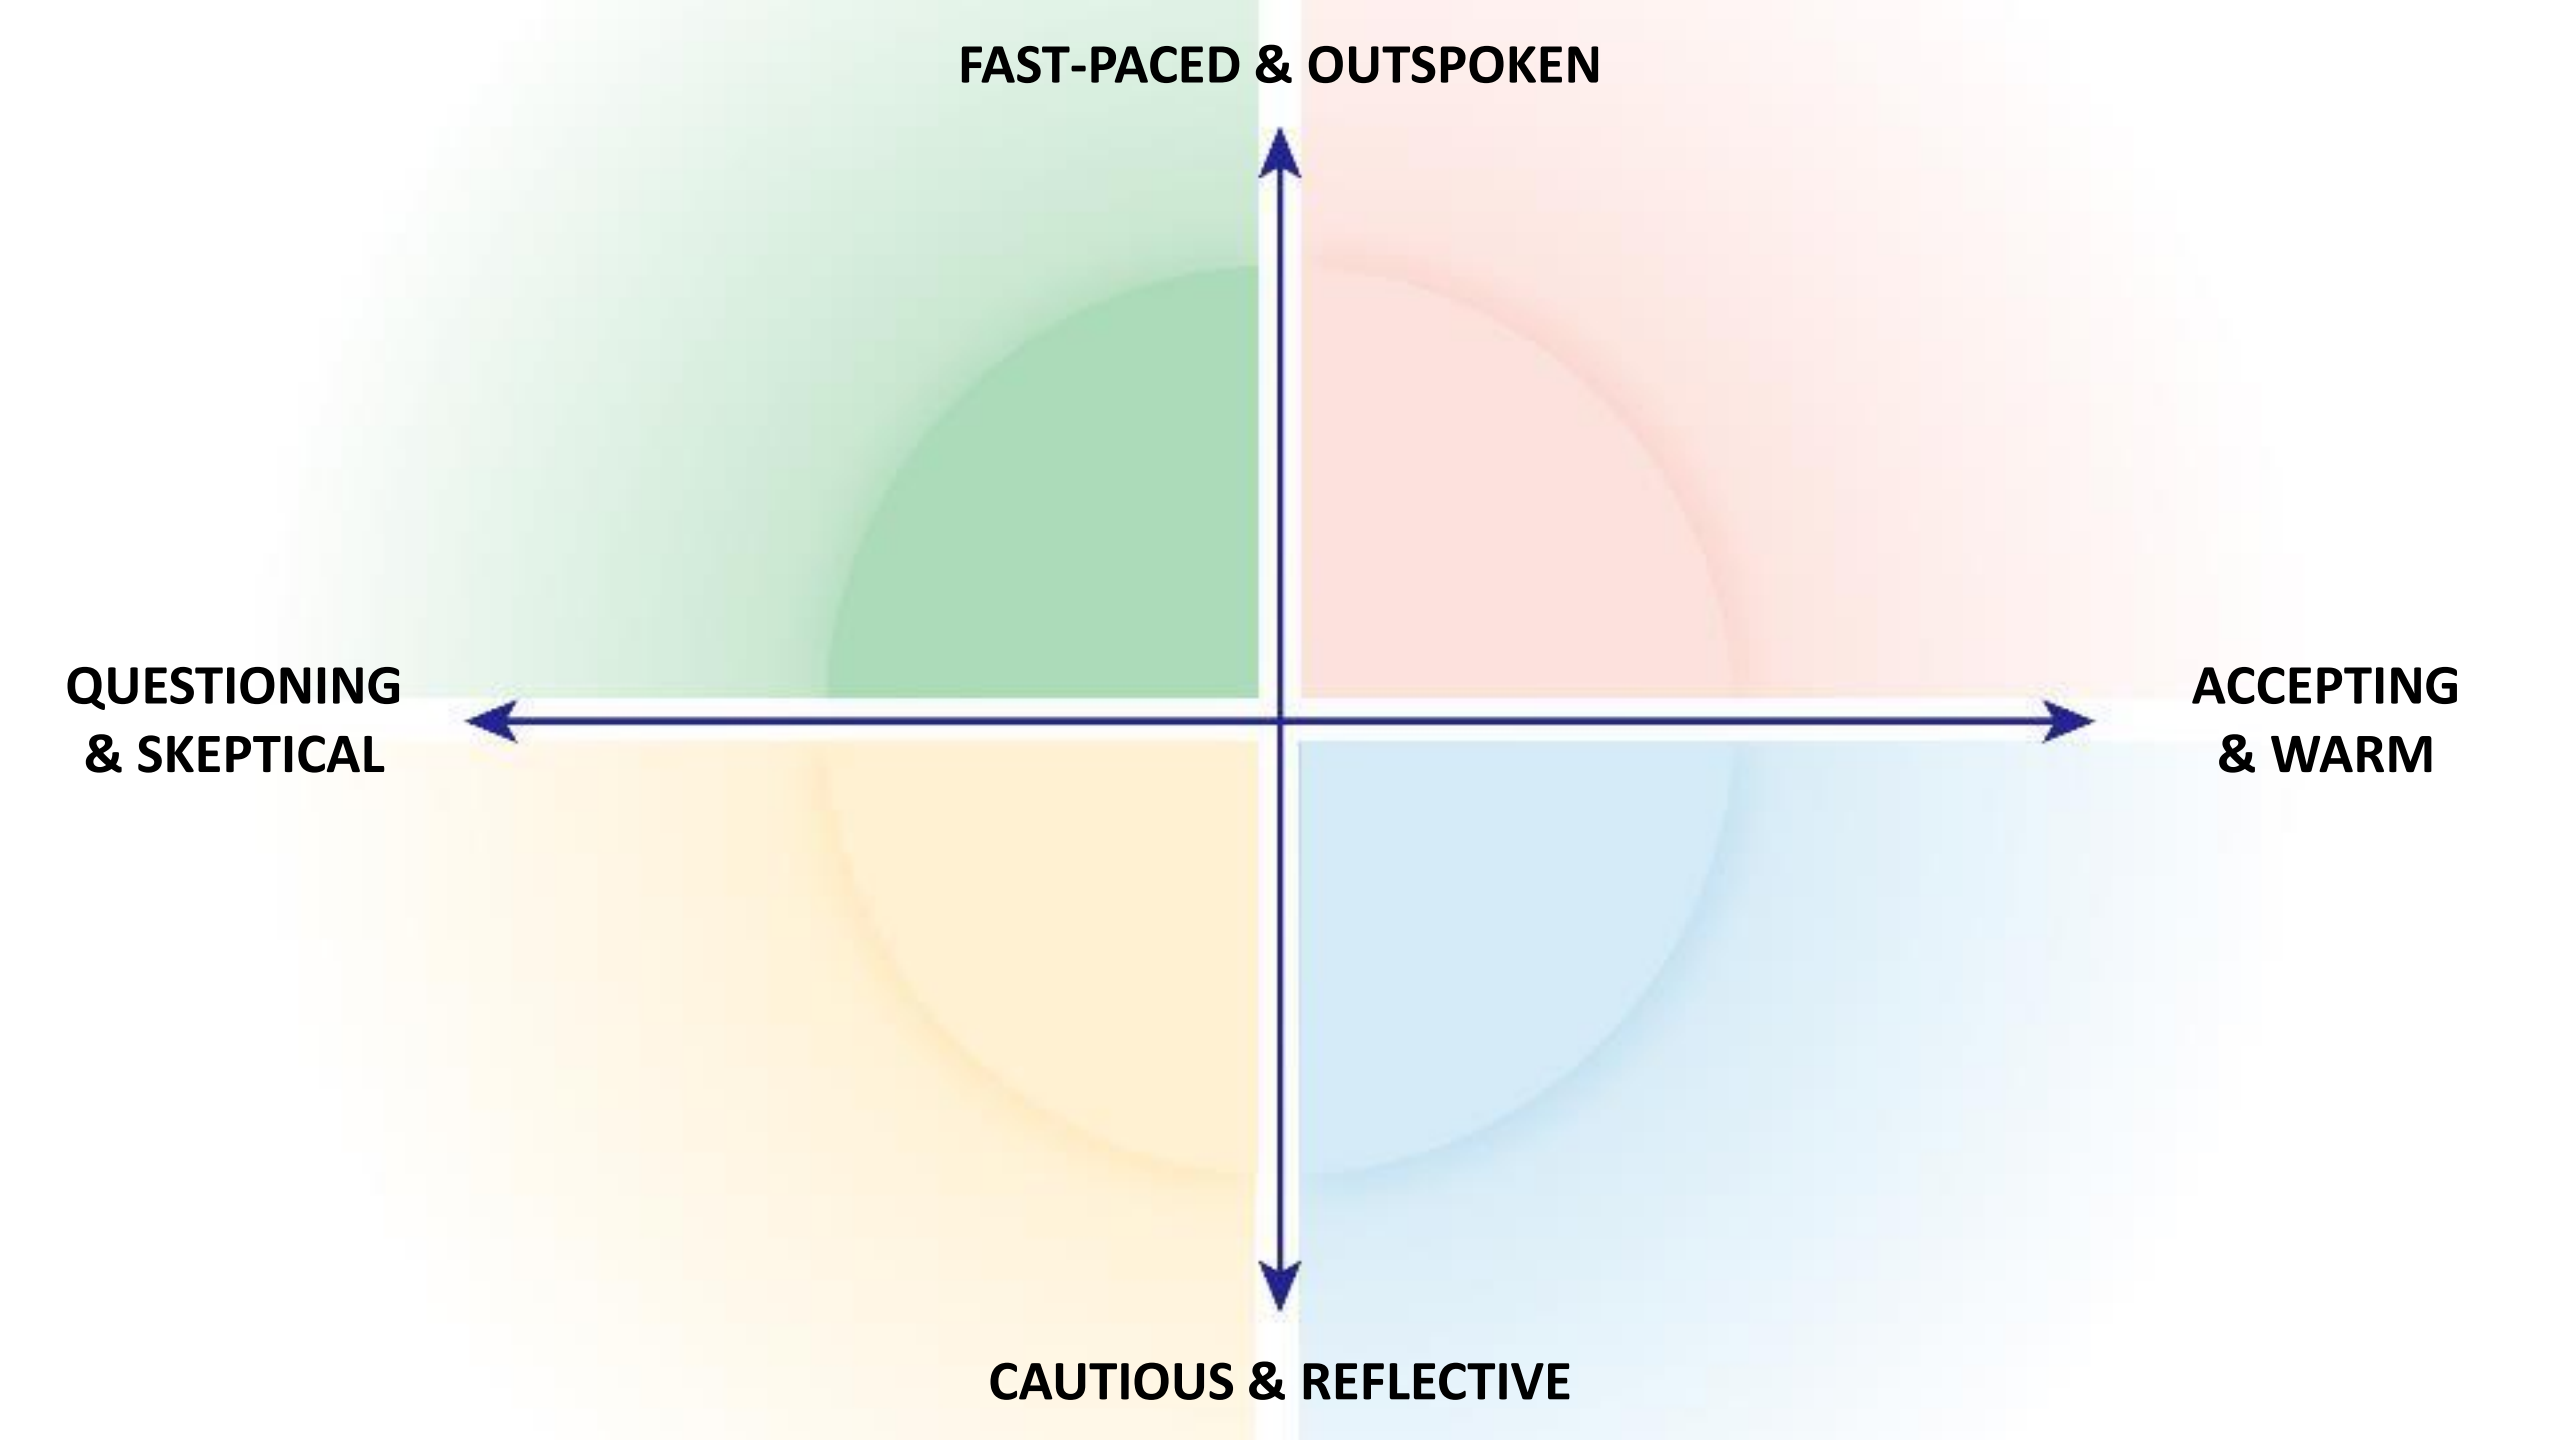 FAST-PACED & OUTSPOKEN
QUESTIONING
& SKEPTICAL
ACCEPTING
& WARM
CAUTIOUS & REFLECTIVE